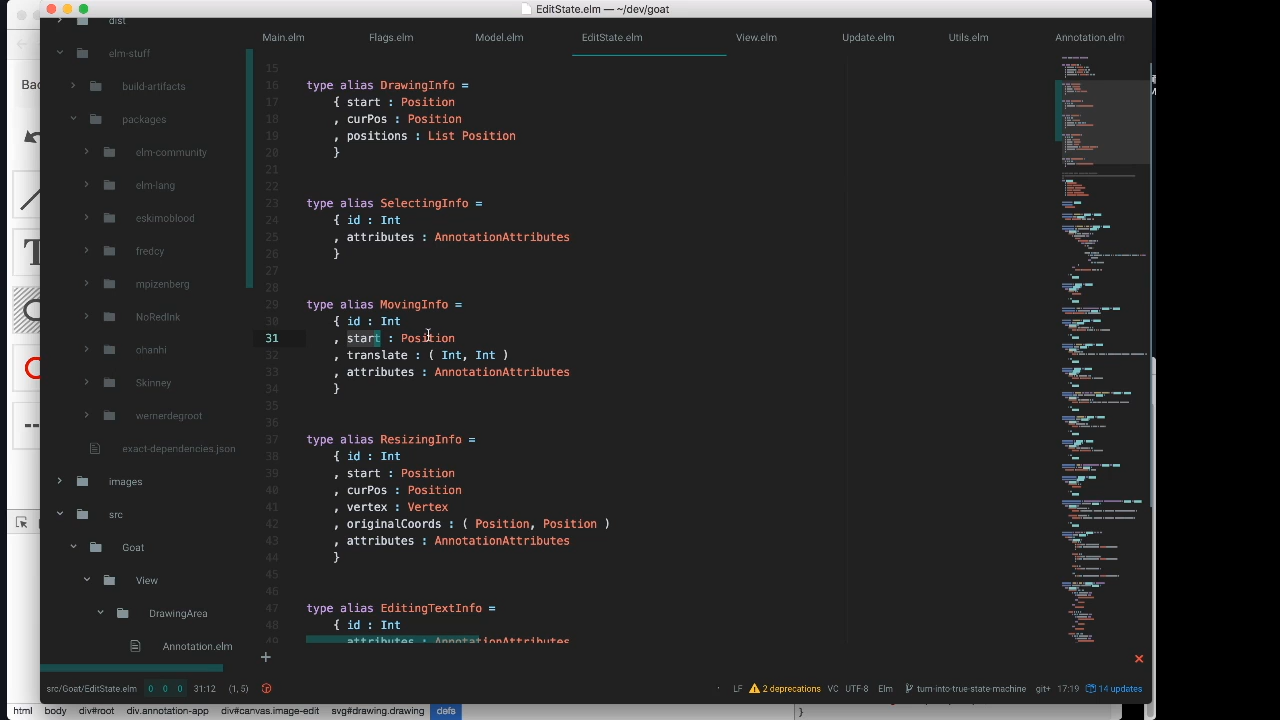 EditState.elm — ~/dev/goat
Main.elm
Flags.elm
Model.elm
EditState.elm
View.elm
Update.elm
Utils.elm
Annotation.elm
dist
elm-stuff
build-artifacts
packages
elm-community
elm-lang
eskimoblood
fredcy
mpizenberg
NoRedInk
ohanhi
Skinney
wernerdegroot
exact-dependencies.json
images
src
Goat
View
DrawingArea
Annotation.elm
15
16 type alias DrawingInfo =
17 { start : Position
18 , curPos : Position
19 , positions : List Position
20 }
21
22
23 type alias SelectingInfo =
24 { id : Int
25 , attributes : AnnotationAttributes
26 }
27
28
29 type alias MovingInfo =
30 { id : Int
31 , start : Position
32 , translate : ( Int, Int )
33 , attributes : AnnotationAttributes
34 }
35
36
37 type alias ResizingInfo =
38 { id : Int
39 , start : Position
40 , curPos : Position
41 , vertex : Vertex
42 , originalCoords : ( Position, Position )
43 , attributes : AnnotationAttributes
44 }
45
46
47 type alias EditingTextInfo =
48 { id : Int
49 , attributes : AnnotationAttributes
src/Goat/EditState.elm 0 0 0 31:12 (1, 5) LF 2 deprecations VC UTF-8 Elm turn-into-true-state-machine git+ 17:19 14 updates
html body div#root div.annotation-app div#canvas.image-edit svg#drawing.drawing defs
}